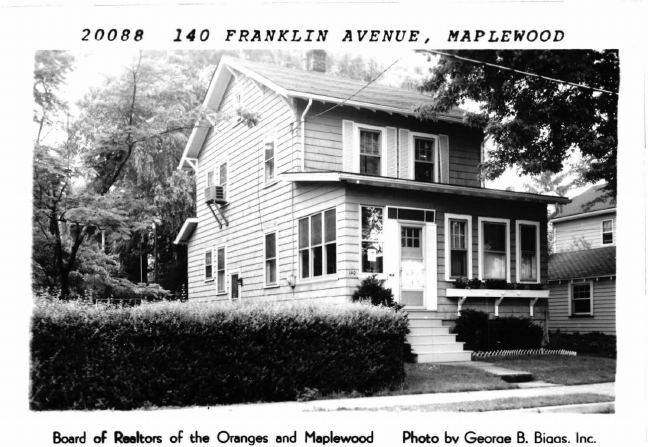 20088 140 FRANKLIN AVENUE, MAPLEWOOD
Board of Realtors of the Oranges and Maplewood Photo by George B. Biggs, Inc.